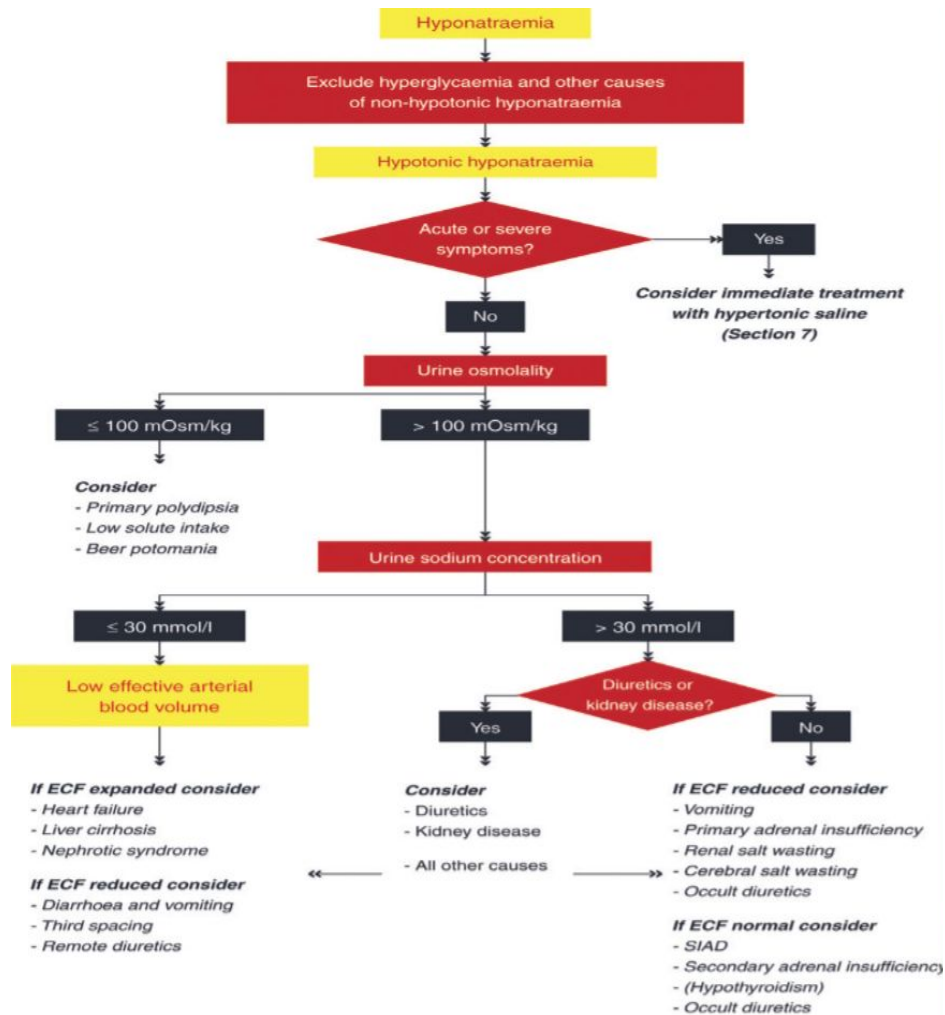 Hyponatraemia
Exclude hyperglycaemia and other causes
of non-hypotonic hyponatraemia
Hypotonic hyponatraemia
Acute or severe
symptoms?
Yes
Consider immediate treatment
with hypertonic saline
(Section 7)
No
Urine osmolality
≤ 100 mOsm/kg
> 100 mOsm/kg
Consider
- Primary polydipsia
- Low solute intake
- Beer potomania
Urine sodium concentration
≤ 30 mmol/l
> 30 mmol/l
Low effective arterial
blood volume
Diuretics or
kidney disease?
Yes
No
If ECF expanded consider
- Heart failure
- Liver cirrhosis
- Nephrotic syndrome
If ECF reduced consider
- Diarrhoea and vomiting
- Third spacing
- Remote diuretics
Consider
- Diuretics
- Kidney disease
- All other causes
If ECF reduced consider
- Vomiting
- Primary adrenal insufficiency
- Renal salt wasting
- Cerebral salt wasting
- Occult diuretics
If ECF normal consider
- SIAD
- Secondary adrenal insufficiency
- (Hypothyroidism)
- Occult diuretics